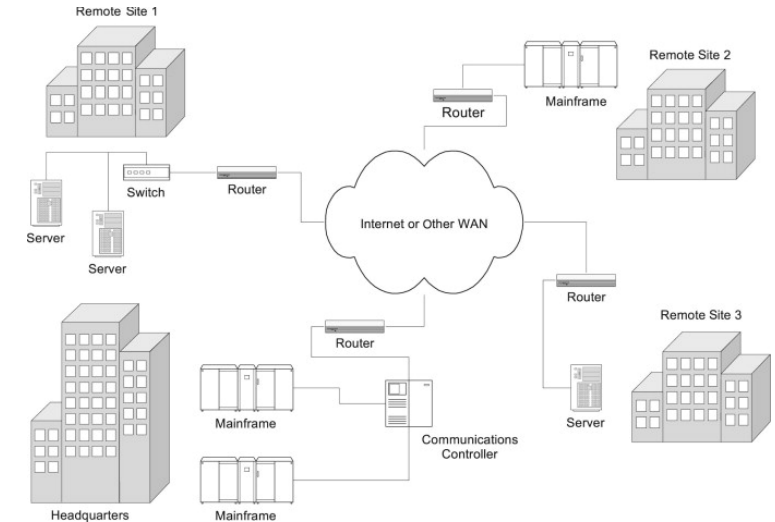 Remote Site 1
Remote Site 2
Mainframe
Router
Switch
Router
Server
Server
Internet or Other WAN
Router
Remote Site 3
Router
Mainframe
Communications
Controller
Server
Mainframe
Headquarters